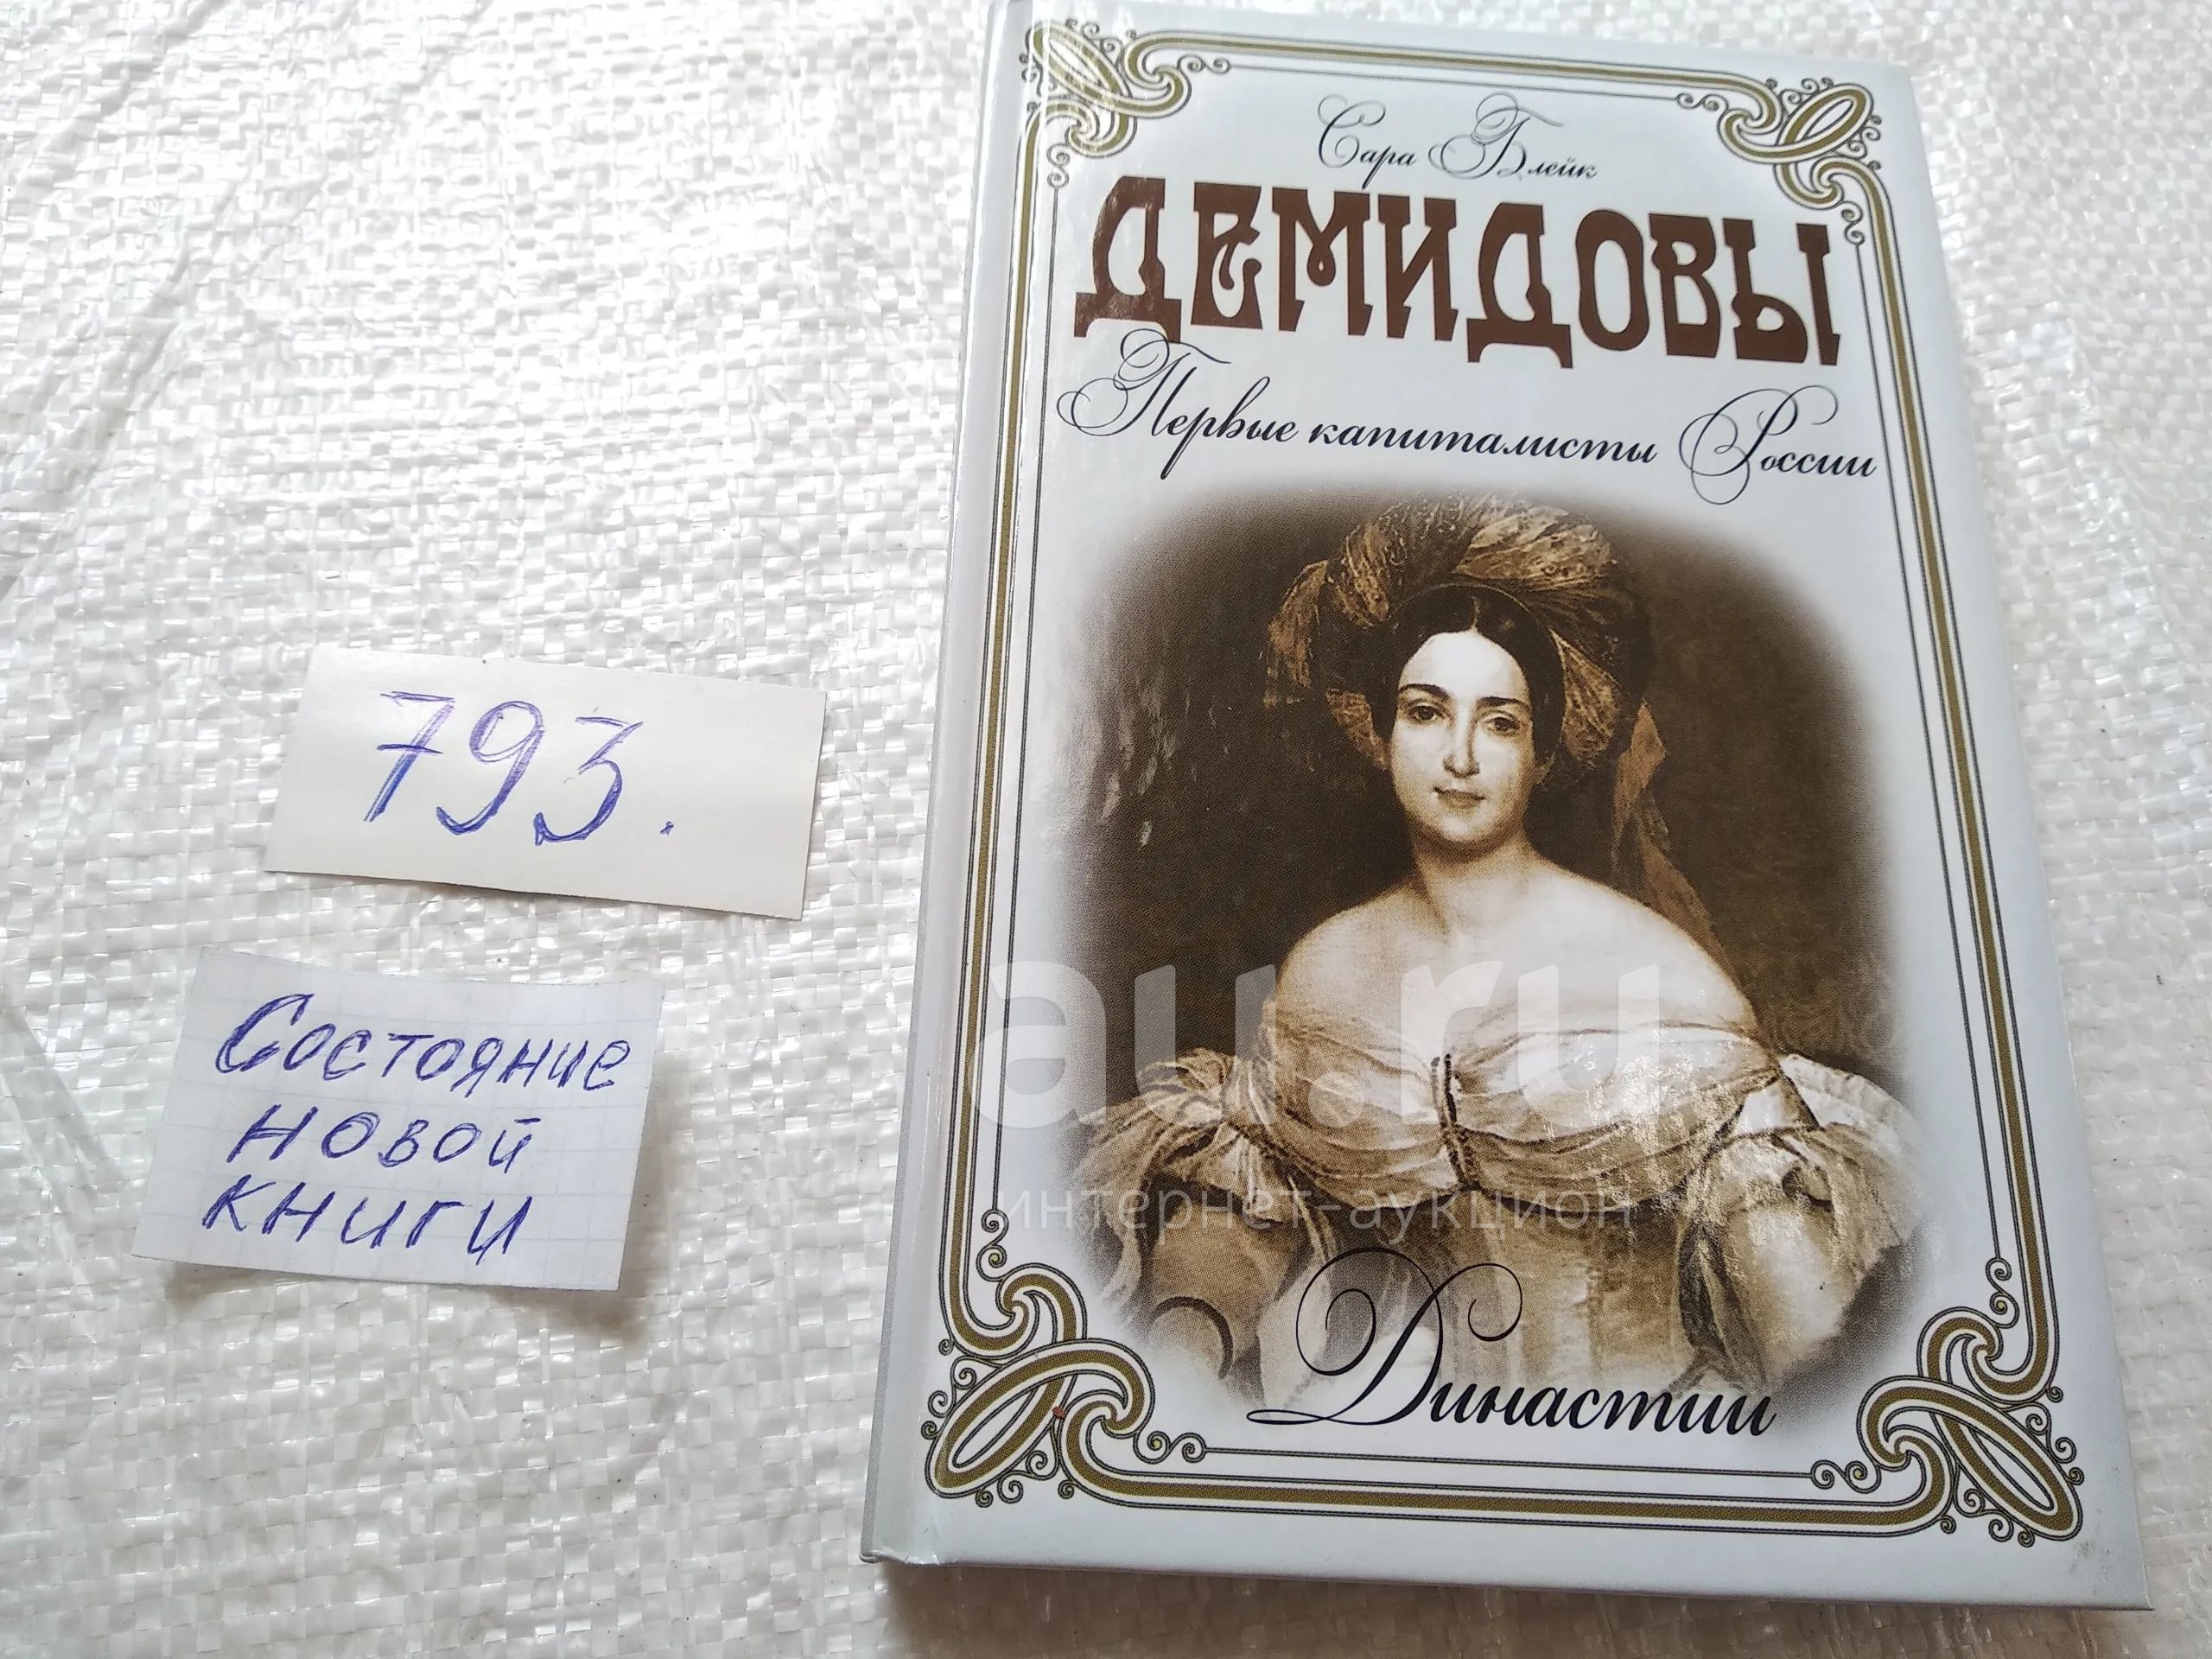 Сара Блейк
ДЕМИДОВЫ
Первые капиталисты России
793.
Состояние
новой
книги
au.ru
интернет-аукцион
Династии